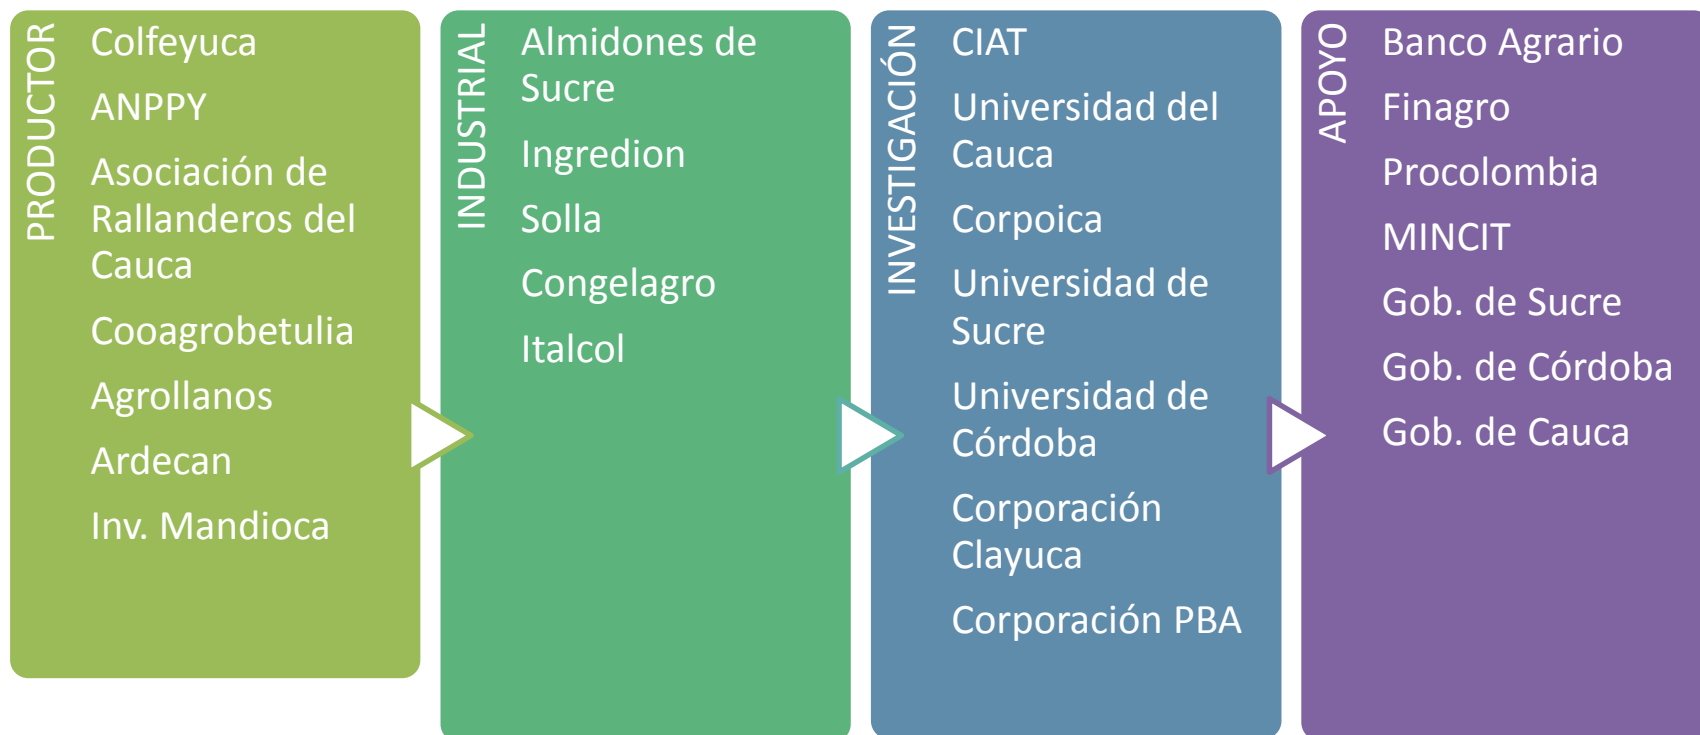 PRODUCTOR
Colfeyuca
ANPPY
Asociación de
Rallanderos del
Cauca
Cooagrobetulia
Agrollanos
Ardecan
Inv. Mandioca
INDUSTRIAL
Almidones de
Sucre
Ingredion
Solla
Congelagro
Italcol
INVESTIGACIÓN
CIAT
Universidad del
Cauca
Corpoica
Universidad de
Sucre
Universidad de
Córdoba
Corporación
Clayuca
Corporación PBA
APOYO
Banco Agrario
Finagro
Procolombia
MINCIT
Gob. de Sucre
Gob. de Córdoba
Gob. de Cauca